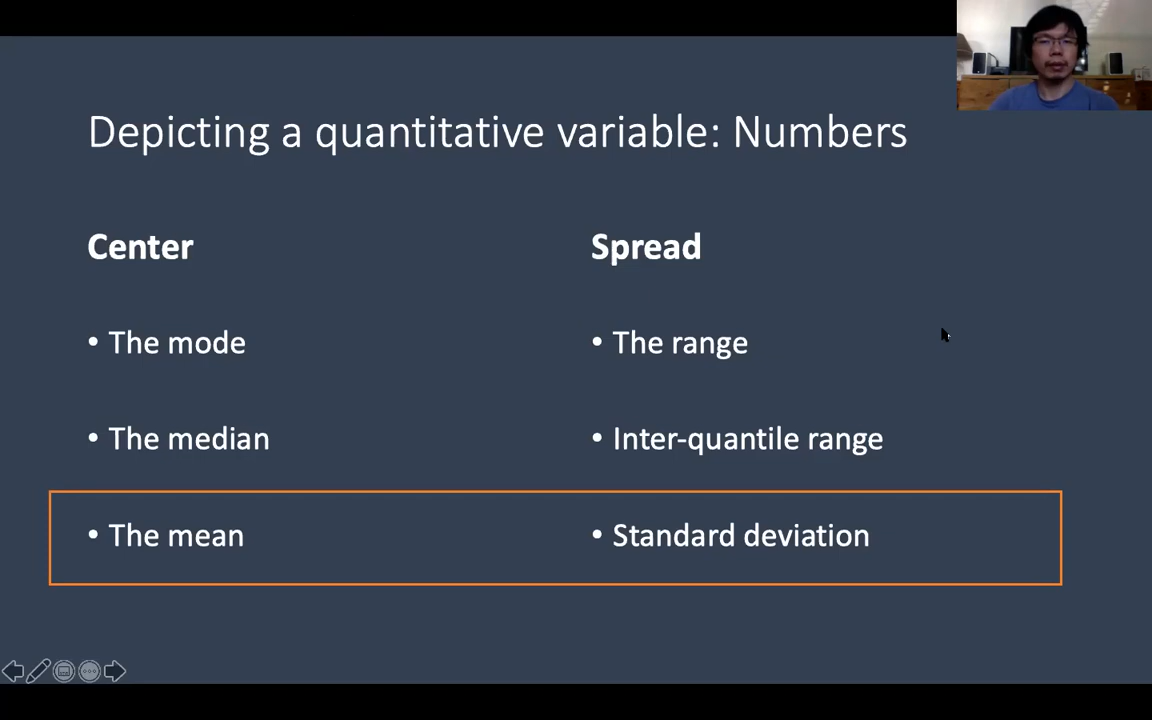 Depicting a quantitative variable: Numbers
Center
Spread
• The mode
• The range
• The median
• Inter-quantile range
• The mean
• Standard deviation